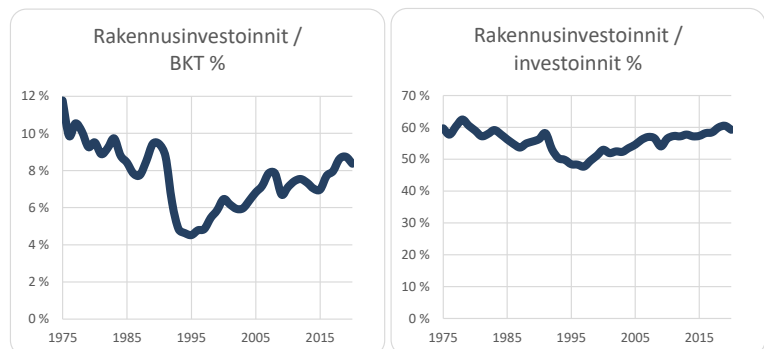 Rakennusinvestoinnit /
BKT %
12 %
10 %
8 %
6 %
4 %
2 %
0 %
1975 1985 1995 2005 2015
Rakennusinvestoinnit /
investoinnit %
70 %
60 %
50 %
40 %
30 %
20 %
10 %
0 %
1975 1985 1995 2005 2015